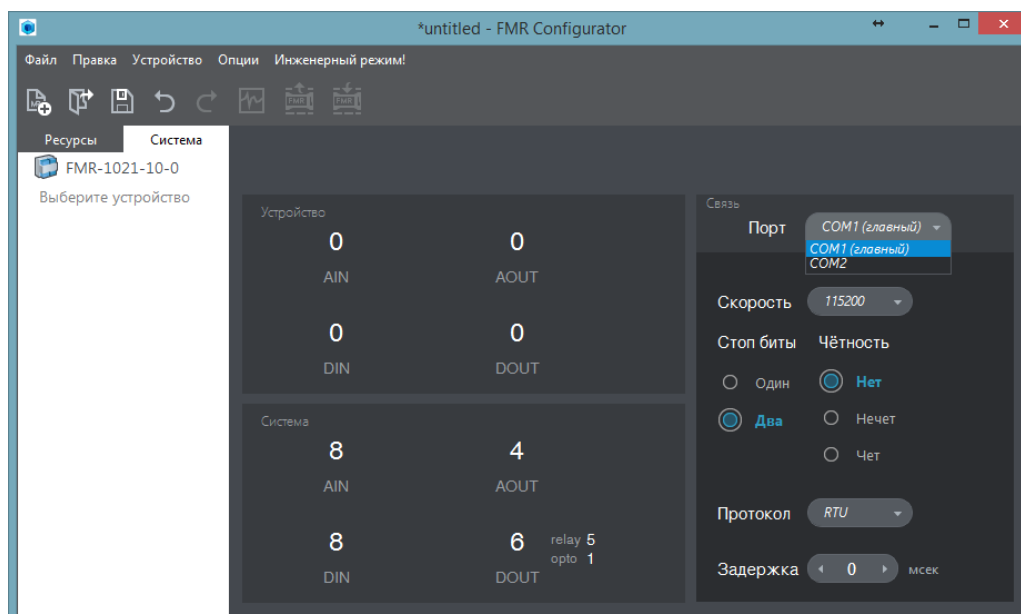 *untitled - FMR Configurator
Файл Правка Устройство Опции Инженерный режим!
Ресурсы Система
FMR-1021-10-0
Выберите устройство
Устройство
0 0
AIN AOUT
0 0
DIN DOUT
Система
8 4
AIN AOUT
8 6 relay 5
opto 1
DIN DOUT
Связь
Порт COM1 (главный)
COM1 (главный)
COM2
Скорость 115200
Стоп биты Чётность
Один Нет
Два Нечет
Чет
Протокол RTU
Задержка 0 мсек